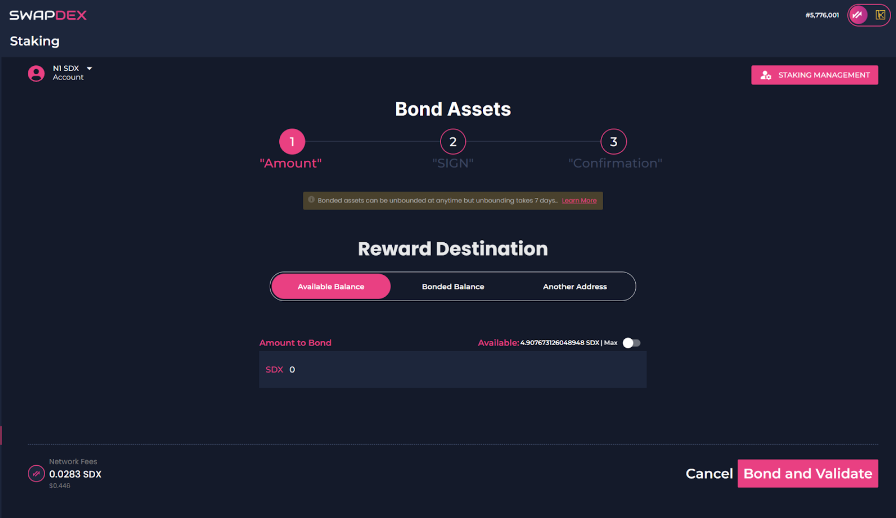 SWAPDEX
#5,776,001
Staking
N1 SDX
Account
STAKING MANAGEMENT
Bond Assets
1
2
3
"Amount"
"SIGN"
"Confirmation"
Bonded assets can be unbounded at anytime but unbounding takes 7 days.. Learn More
Reward Destination
Available Balance
Bonded Balance
Another Address
Amount to Bond
Available: 4.907673126048948 SDX | Max
SDX 0
Network Fees
0.0283 SDX
$0.446
Cancel
Bond and Validate